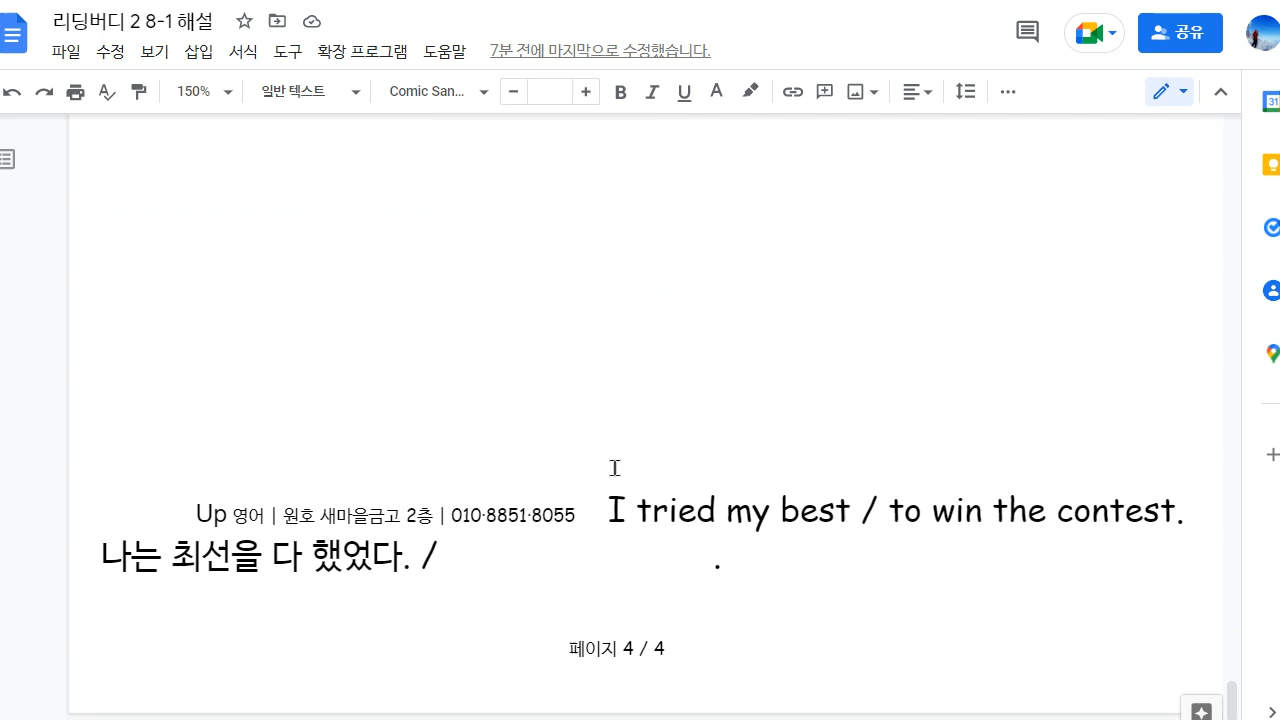 리딩버디 2 8-1 해설
파일 수정 보기 삽입 서식 도구 확장 프로그램 도움말 7분 전에 마지막으로 수정했습니다.
공유
150% 일반 텍스트 Comic San... − + B I U A
31
Up 영어 | 원호 새마을금고 2층 | 010·8851·8055 I tried my best / to win the contest.
나는 최선을 다 했었다. / .
페이지 4 / 4